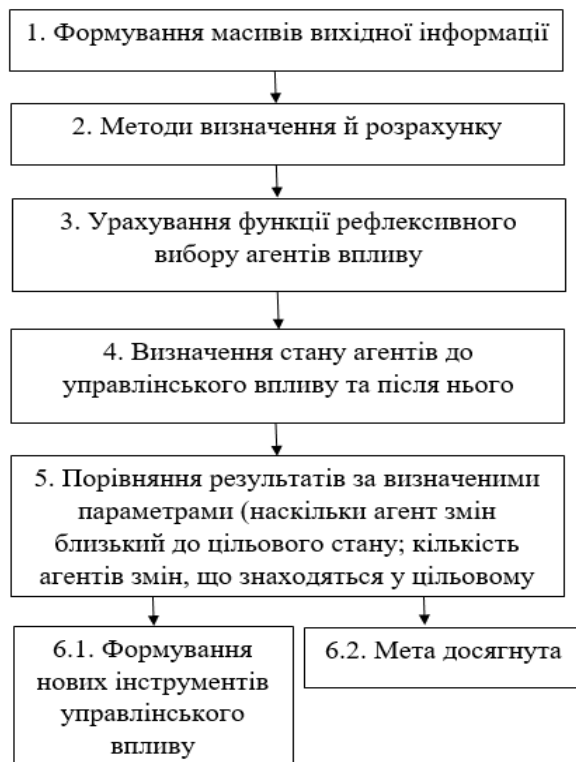 1. Формування масивів вихідної інформації
2. Методи визначення й розрахунку
3. Урахування функції рефлексивного
вибору агентів впливу
4. Визначення стану агентів до
управлінського впливу та після нього
5. Порівняння результатів за визначеними
параметрами (наскільки агент змін
близький до цільового стану; кількість
агентів змін, що знаходяться у цільовому
6.1. Формування
нових інструментів
управлінського
впливу
6.2. Мета досягнута